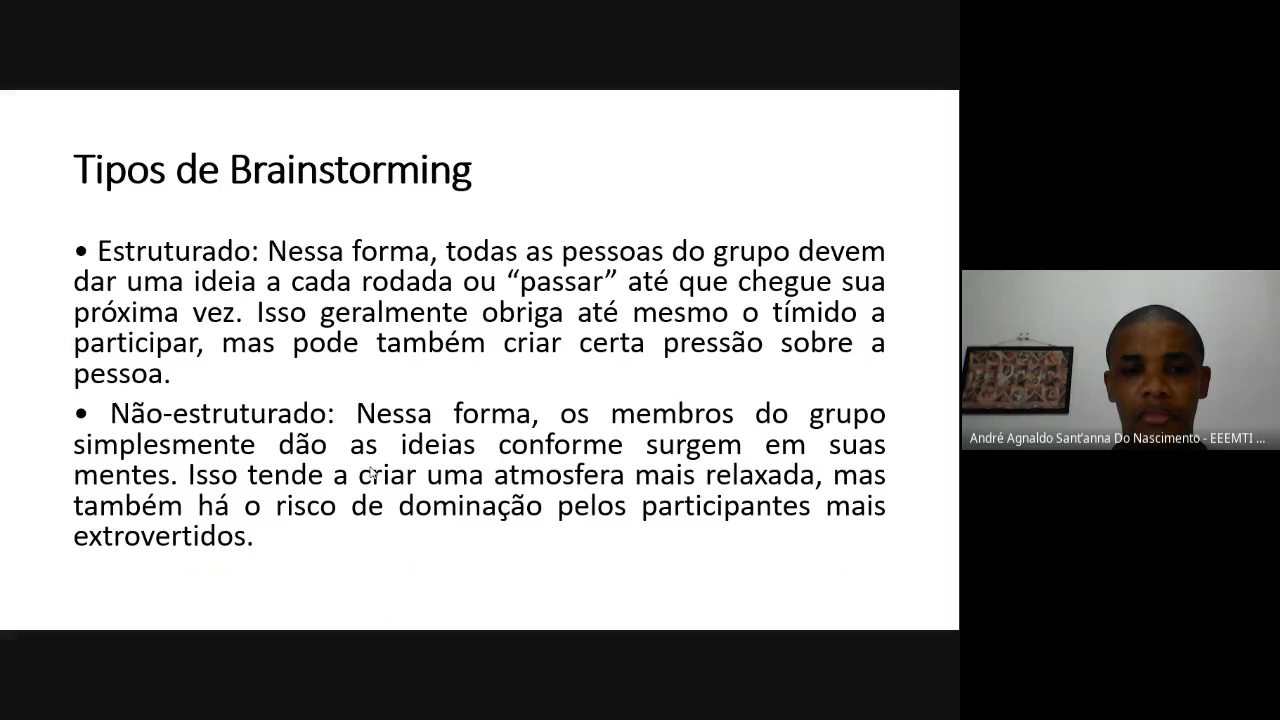 Tipos de Brainstorming
• Estruturado: Nessa forma, todas as pessoas do grupo devem
dar uma ideia a cada rodada ou “passar” até que chegue sua
próxima vez. Isso geralmente obriga até mesmo o tímido a
participar, mas pode também criar certa pressão sobre a
pessoa.
• Não-estruturado: Nessa forma, os membros do grupo
simplesmente dão as ideias conforme surgem em suas
mentes. Isso tende a criar uma atmosfera mais relaxada, mas
também há o risco de dominação pelos participantes mais
extrovertidos.
André Agnaldo Sant'anna Do Nascimento - EEEMTI ...